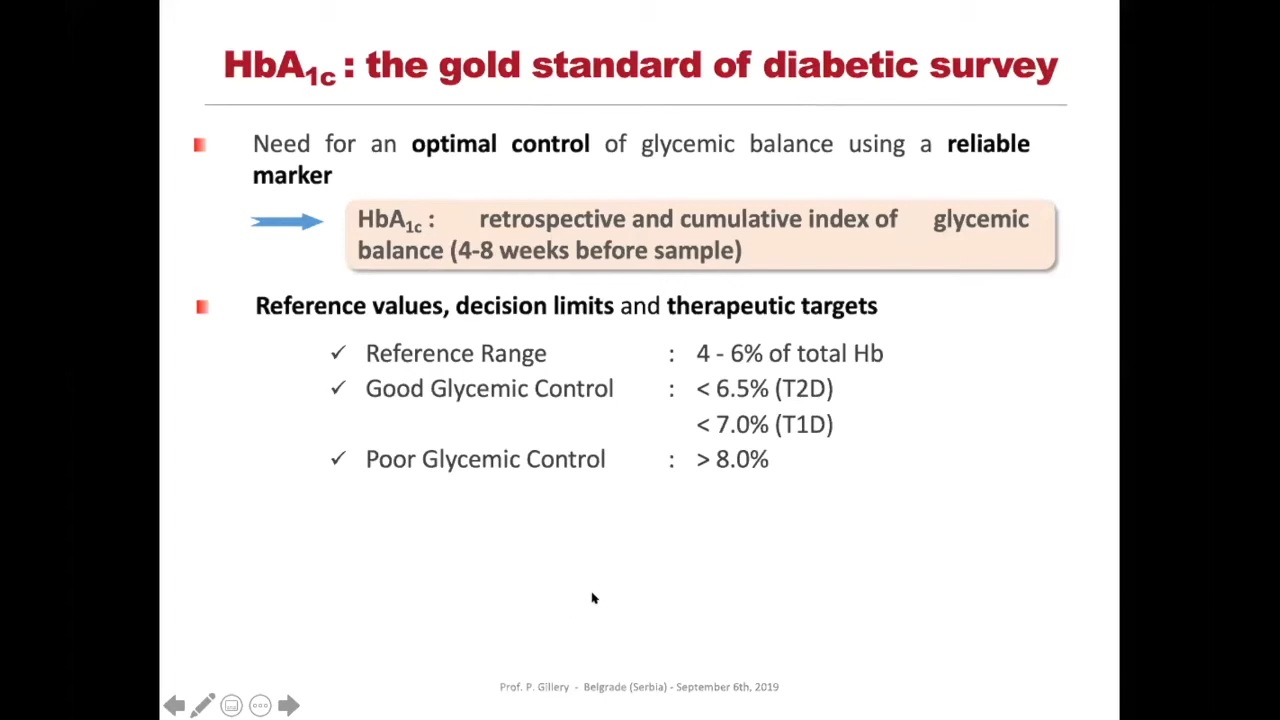 HbA1c : the gold standard of diabetic survey
Need for an optimal control of glycemic balance using a reliable
marker
HbA1c : retrospective and cumulative index of glycemic
balance (4-8 weeks before sample)
Reference values, decision limits and therapeutic targets
✓ Reference Range : 4 - 6% of total Hb
✓ Good Glycemic Control : < 6.5% (T2D)
< 7.0% (T1D)
✓ Poor Glycemic Control : > 8.0%
Prof. P. Gillery - Belgrade (Serbia) - September 6th, 2019